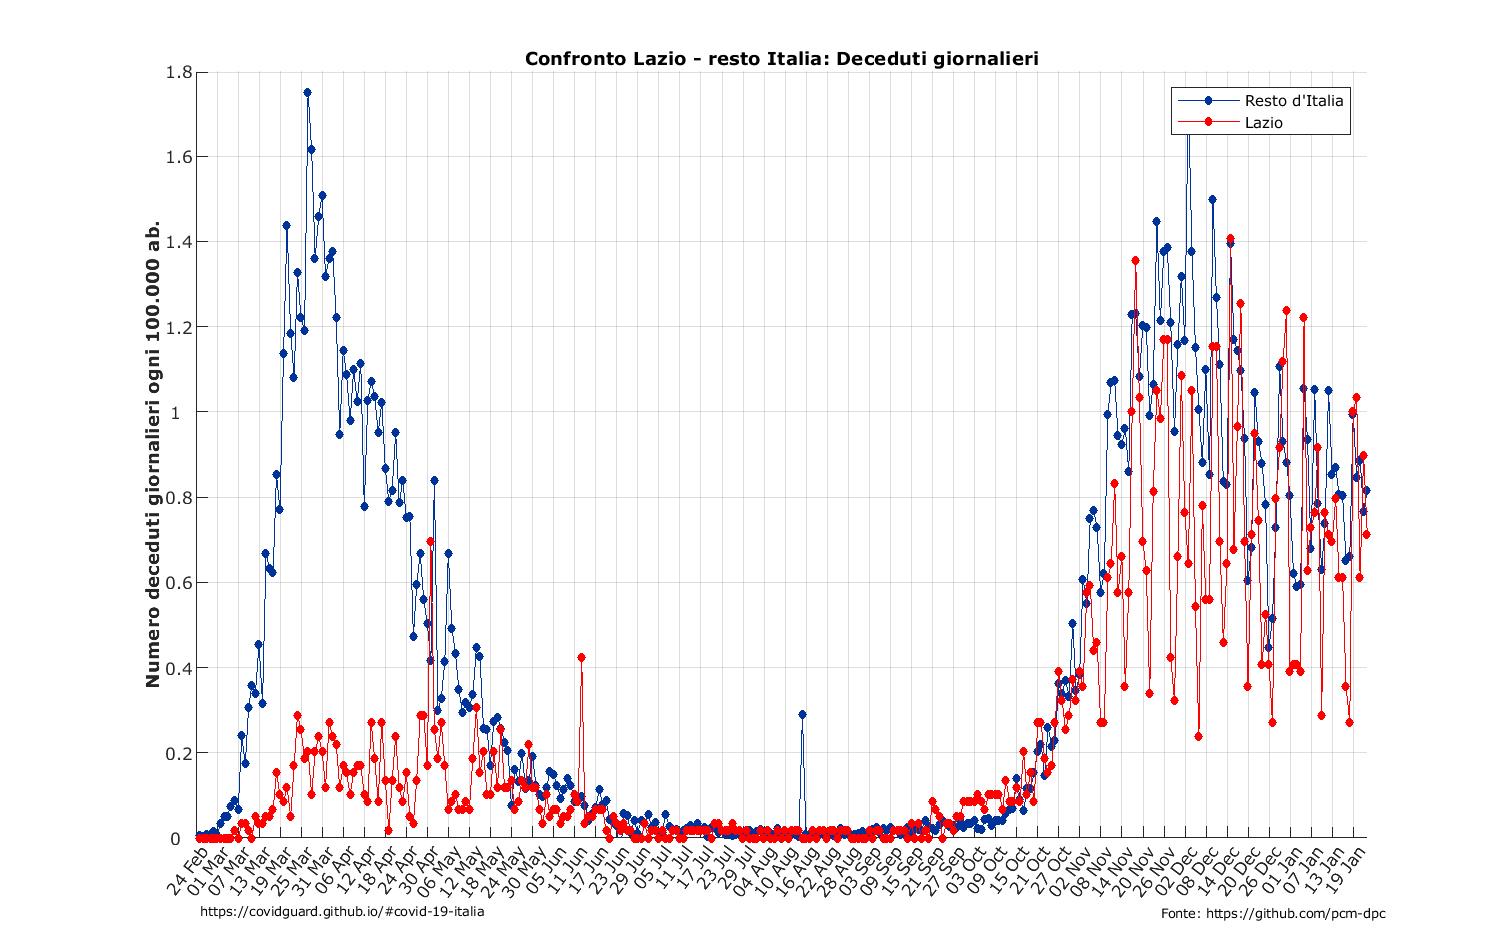 Confronto Lazio - resto Italia: Deceduti giornalieri
Numero deceduti giornalieri ogni 100.000 ab.
1.8
1.6
1.4
1.2
1
0.8
0.6
0.4
0.2
0
Resto d'Italia
Lazio
24 Feb
01 Mar
07 Mar
13 Mar
19 Mar
25 Mar
31 Mar
06 Apr
12 Apr
18 Apr
24 Apr
30 Apr
06 May
12 May
18 May
24 May
30 May
05 Jun
11 Jun
17 Jun
23 Jun
29 Jun
05 Jul
11 Jul
17 Jul
23 Jul
29 Jul
04 Aug
10 Aug
16 Aug
22 Aug
28 Aug
03 Sep
09 Sep
15 Sep
21 Sep
27 Sep
03 Oct
09 Oct
15 Oct
21 Oct
27 Oct
02 Nov
08 Nov
14 Nov
20 Nov
26 Nov
02 Dec
08 Dec
14 Dec
20 Dec
26 Dec
01 Jan
07 Jan
13 Jan
19 Jan
https://covidguard.github.io/#covid-19-italia
Fonte: https://github.com/pcm-dpc